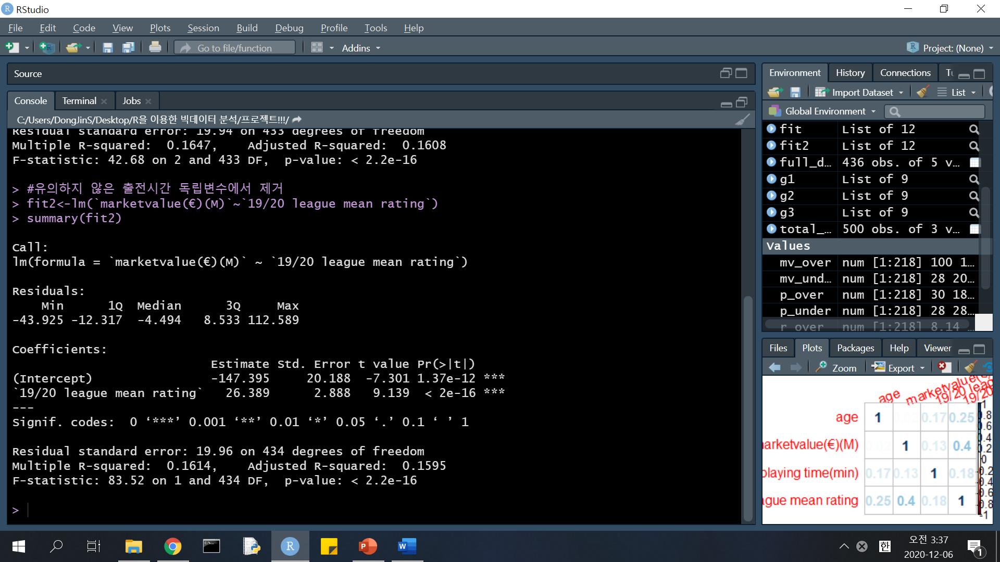 RStudio
File Edit Code View Plots Session Build Debug Profile Tools Help
Go to file/function Addins Project: (None)
Source
Console Terminal Jobs
C:/Users/DongJinS/Desktop/R을 이용한 빅데이터 분석/프로젝트!!!/
Residual standard error: 19.94 on 433 degrees of freedom
Multiple R-squared:  0.1647,    Adjusted R-squared:  0.1608
F-statistic: 42.68 on 2 and 433 DF,  p-value: < 2.2e-16
> #유의하지 않은 출전시간 독립변수에서 제거
> fit2<-lm(`marketvalue(€)(M)`~`19/20 league mean rating`)
> summary(fit2)
Call:
lm(formula = `marketvalue(€)(M)` ~ `19/20 league mean rating`)
Residuals:
Min 1Q Median 3Q Max
-43.925 -12.317 -4.494 8.533 112.589
Coefficients:
Estimate Std. Error t value Pr(>|t|)
(Intercept) -147.395 20.188 -7.301 1.37e-12 ***
`19/20 league mean rating` 26.389 2.888 9.139 < 2e-16 ***
---
Signif. codes:  0 ‘***’ 0.001 ‘**’ 0.01 ‘*’ 0.05 ‘.’ 0.1 ‘ ’ 1
Residual standard error: 19.96 on 434 degrees of freedom
Multiple R-squared:  0.1614,    Adjusted R-squared:  0.1595
F-statistic: 83.52 on 1 and 434 DF,  p-value: < 2.2e-16
>
Environment History Connections Tu
Import Dataset List
Global Environment
fit List of 12
fit2 List of 12
full_d… 436 obs. of 5 v…
g1 List of 9
g2 List of 9
g3 List of 9
total_… 500 obs. of 3 v…
Values
mv_over num [1:218] 100 1…
mv_und… num [1:218] 28 20…
p_over num [1:218] 30 18…
p_under num [1:218] 28 28…
r_over num [1:218] 8.14 …
Files Plots Packages Help Viewer
Zoom Export
age marketvalue( 19/20 leag 19/20
age 1 0.17 0.25
arketvalue(€)(M) 1 0.13 0.4
playing time(min) 0.17 0.13 1 0.18
gue mean rating 0.25 0.4 0.18 1
1
0.8
0.6
0.4
0.2
0
-0.2
-0.4
-0.6
-0.8
-1
한
오전 3:37
2020-12-06
1